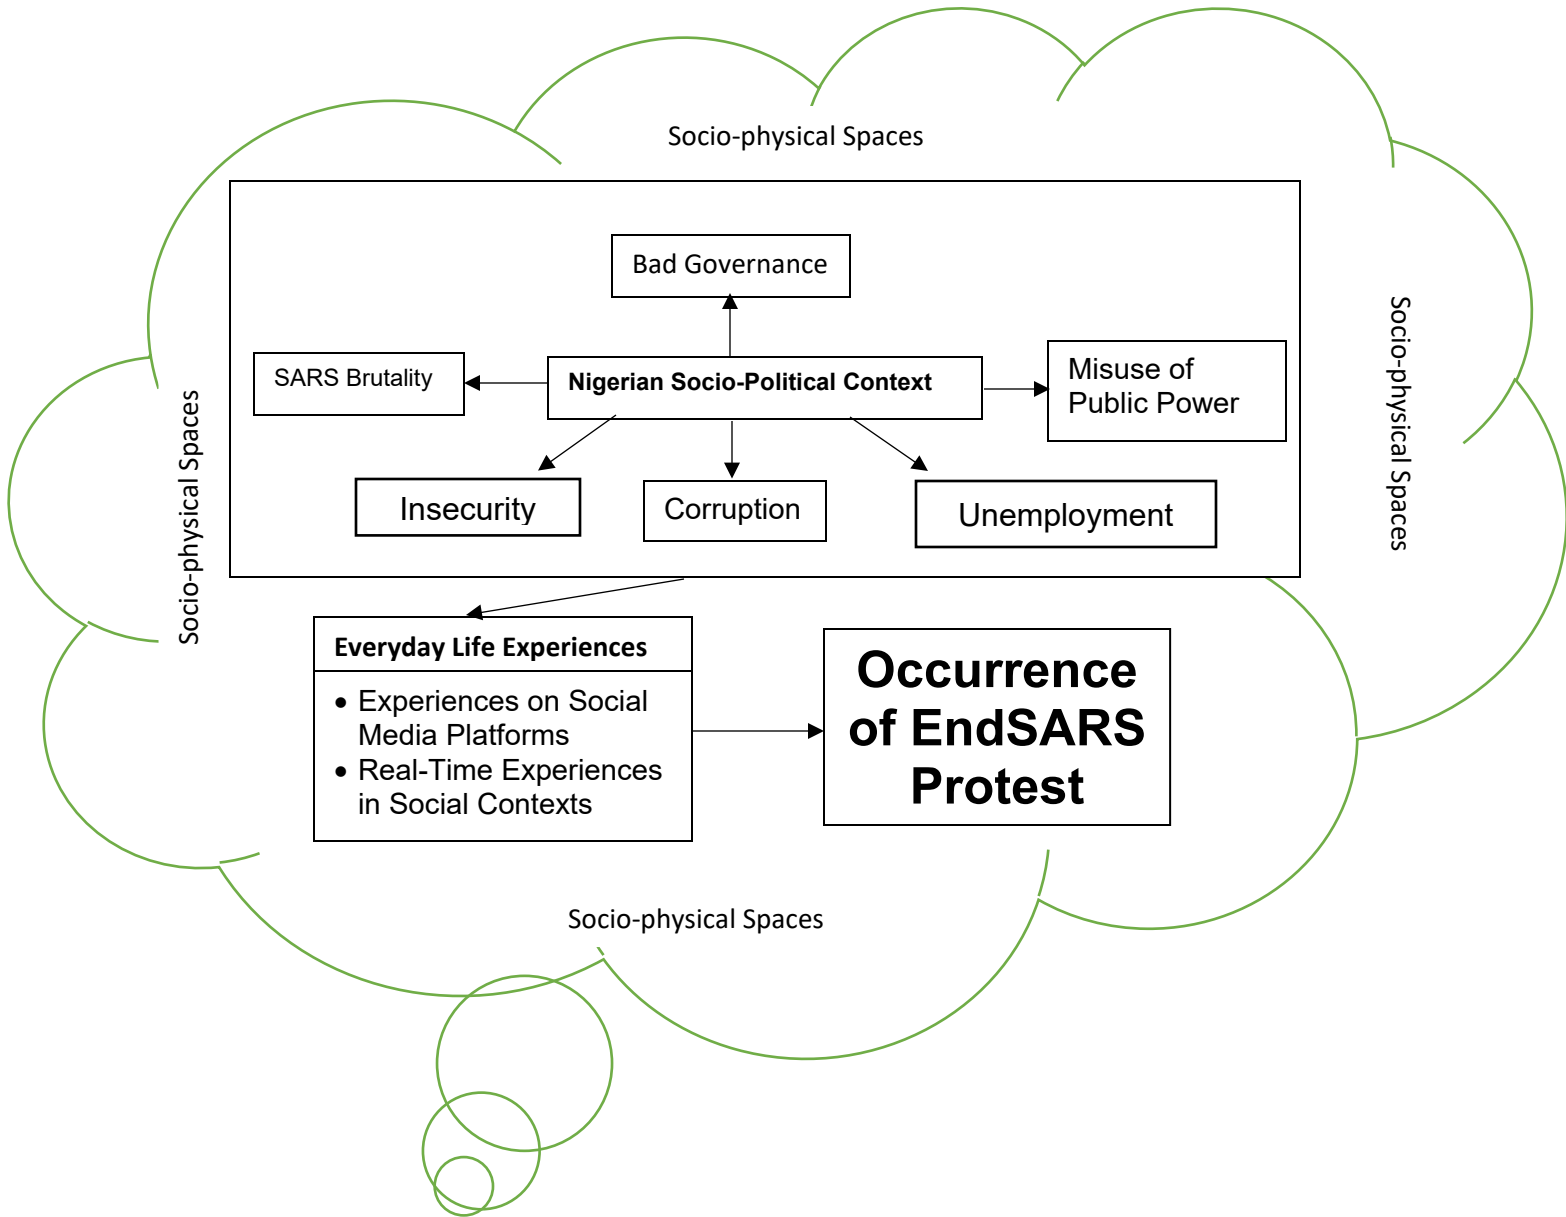 Socio-physical Spaces
Bad Governance
SARS Brutality
Nigerian Socio-Political Context
Misuse of
Public Power
Insecurity
Corruption
Unemployment
Socio-physical Spaces
Socio-physical Spaces
Everyday Life Experiences
• Experiences on Social
Media Platforms
• Real-Time Experiences
in Social Contexts
Occurrence
of EndSARS
Protest
Socio-physical Spaces